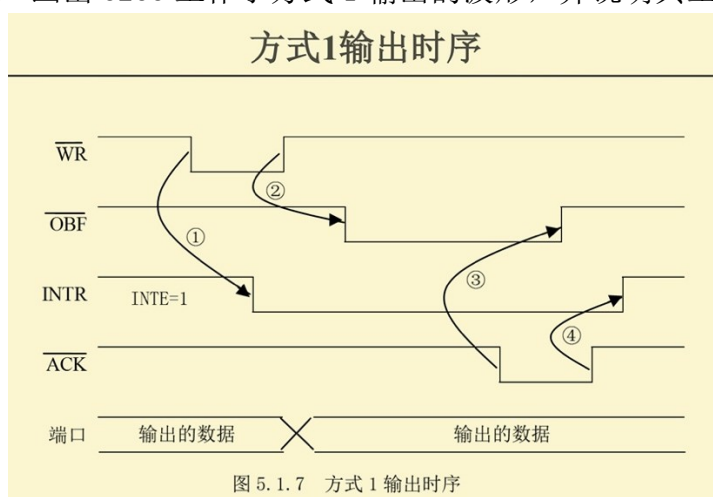 方式1输出时序
WR
①
②
OBF
INTR
INTE=1
③
④
ACK
端口
输出的数据
输出的数据
图 5.1.7 方式 1 输出时序